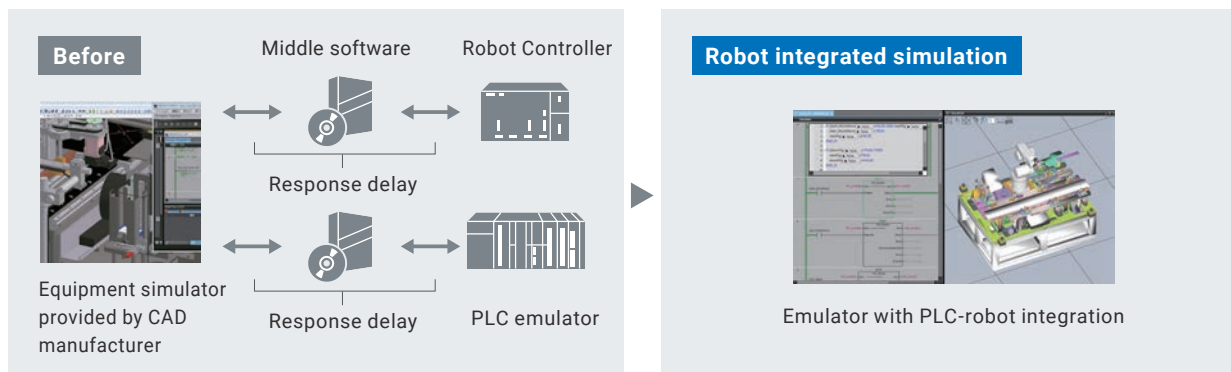 Before
Middle software
Robot Controller
Response delay
Response delay
Equipment simulator
provided by CAD
manufacturer
PLC emulator
Robot integrated simulation
Emulator with PLC-robot integration